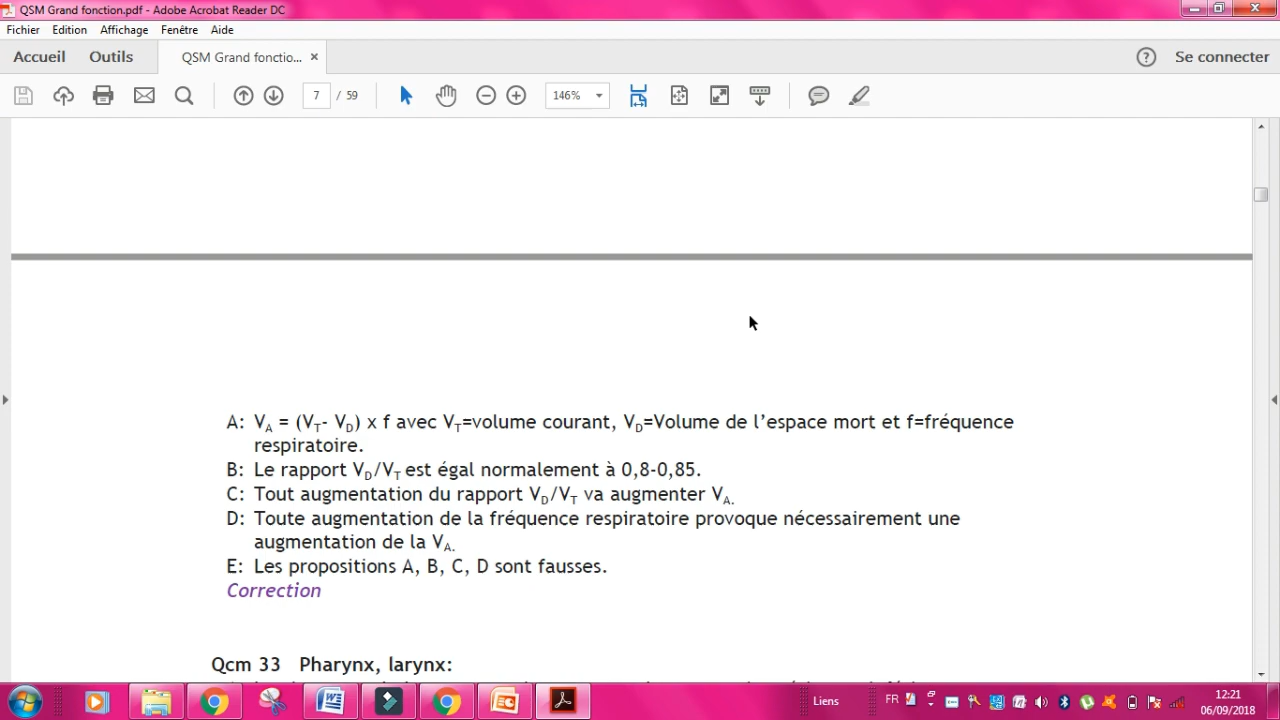 QSM Grand fonction.pdf - Adobe Acrobat Reader DC
Fichier Edition Affichage Fenêtre Aide
Accueil Outils QSM Grand fonctio... × ? Se connecter
7 / 59 146%
A: VA = (VT- VD) x f avec VT=volume courant, VD=Volume de l’espace mort et f=fréquence
respiratoire.
B: Le rapport VD/VT est égal normalement à 0,8-0,85.
C: Tout augmentation du rapport VD/VT va augmenter VA.
D: Toute augmentation de la fréquence respiratoire provoque nécessairement une
augmentation de la VA.
E: Les propositions A, B, C, D sont fausses.
Correction
Qcm 33 Pharynx, larynx:
Liens FR 12:21
06/09/2018